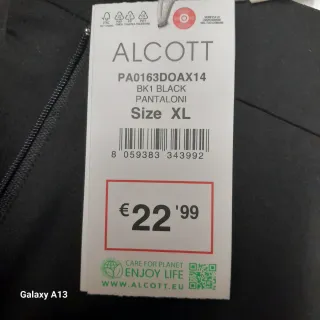 ALCOTT
PA0163DOAX14
BK1 BLACK
PANTALONI
Size XL
8 059383 343992
€22'99
CARE FOR PLANET
ENJOY LIFE
WWW.ALCOTT.EU
Galaxy A13